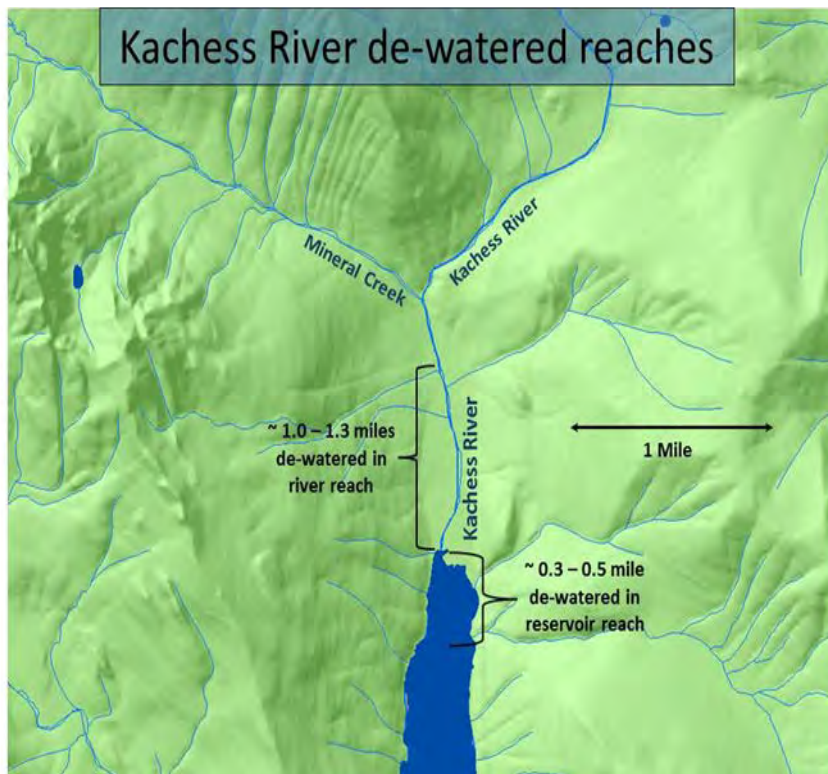 Kachess River de-watered reaches
Mineral Creek
Kachess River
~ 1.0 – 1.3 miles
de-watered in
river reach
Kachess River
1 Mile
~ 0.3 – 0.5 mile
de-watered in
reservoir reach